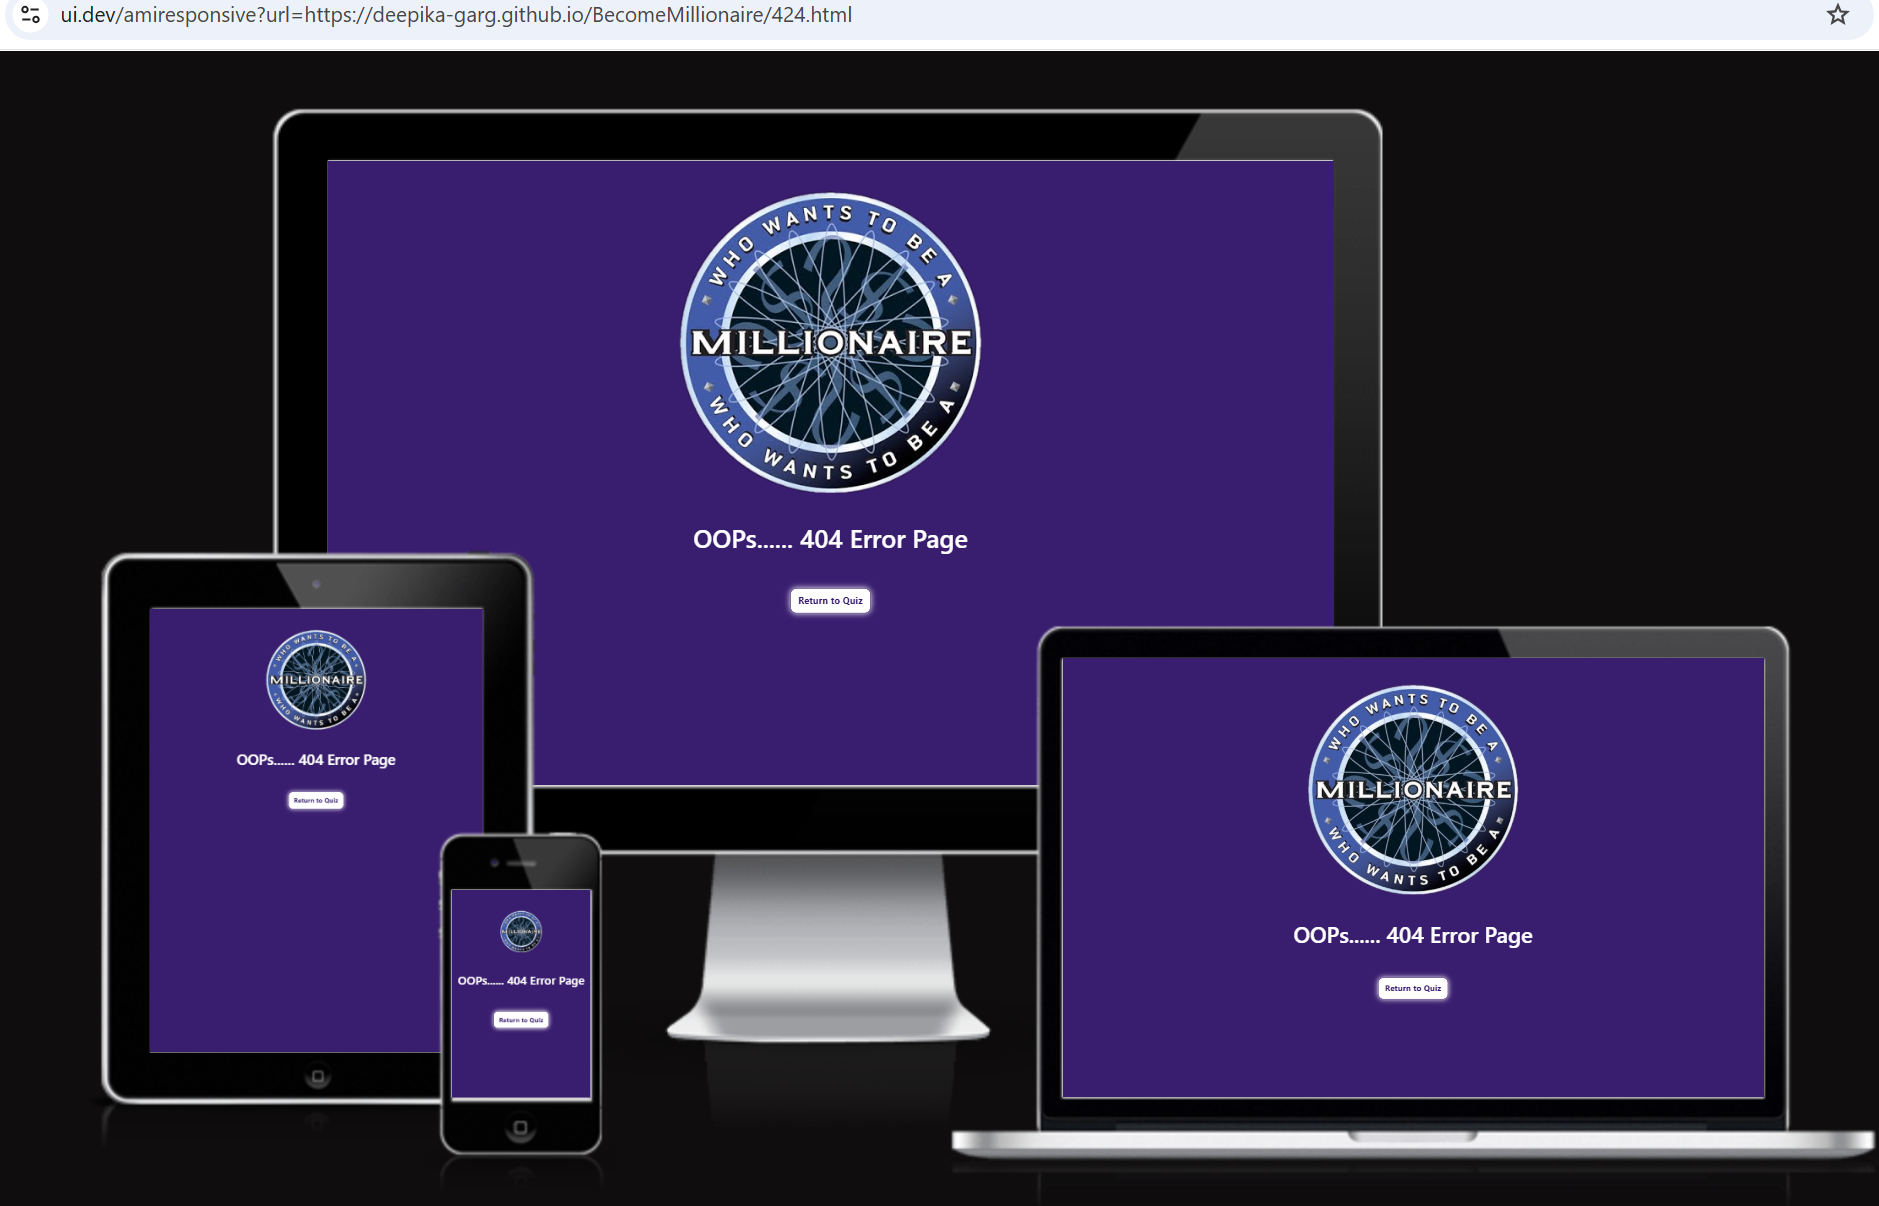 ui.dev/amiresponsive?url=https://deepika-garg.github.io/BecomeMillionaire/424.html
WHO WANTS TO BE A
MILLIONAIRE
WHO WANTS TO BE A
OOPs...... 404 Error Page
Return to Quiz
WHO WANTS TO BE A
MILLIONAIRE
WHO WANTS TO BE A
OOPs...... 404 Error Page
Return to Quiz
WHO WANTS TO BE A
MILLIONAIRE
WHO WANTS TO BE A
OOPs...... 404 Error Page
Return to Quiz
MILLIONAIRE
OOPs...... 404 Error Page
Return to Quiz